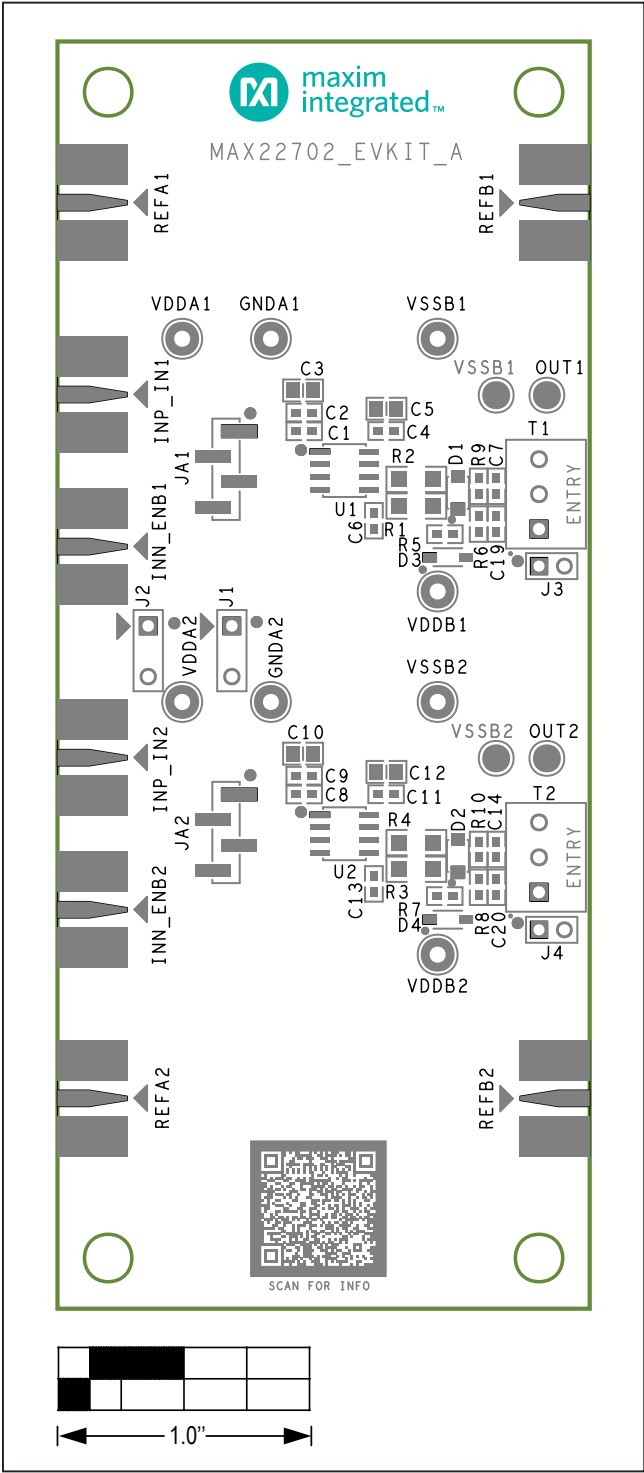 maxim
integrated™
MAX22702_EVKIT_A
REFA1
REFB1
VDDA1
GNDA1
VSSB1
VSSB1
OUT1
INP_IN1
C3
C2
C1
C5
C4
T1
ENTRY
JA1
R2
D1
R9
C7
U1
C6
R1
R5
D3
R6
C19
J3
INN_ENB1
VDDB1
J2
VDDA2
J1
GNDA2
VSSB2
VSSB2
OUT2
INP_IN2
C10
C9
C8
C12
C11
T2
ENTRY
JA2
R4
D2
R10
C14
U2
C13
R3
R7
D4
R8
C20
J4
INN_ENB2
VDDB2
REFA2
REFB2
SCAN FOR INFO
1.0”